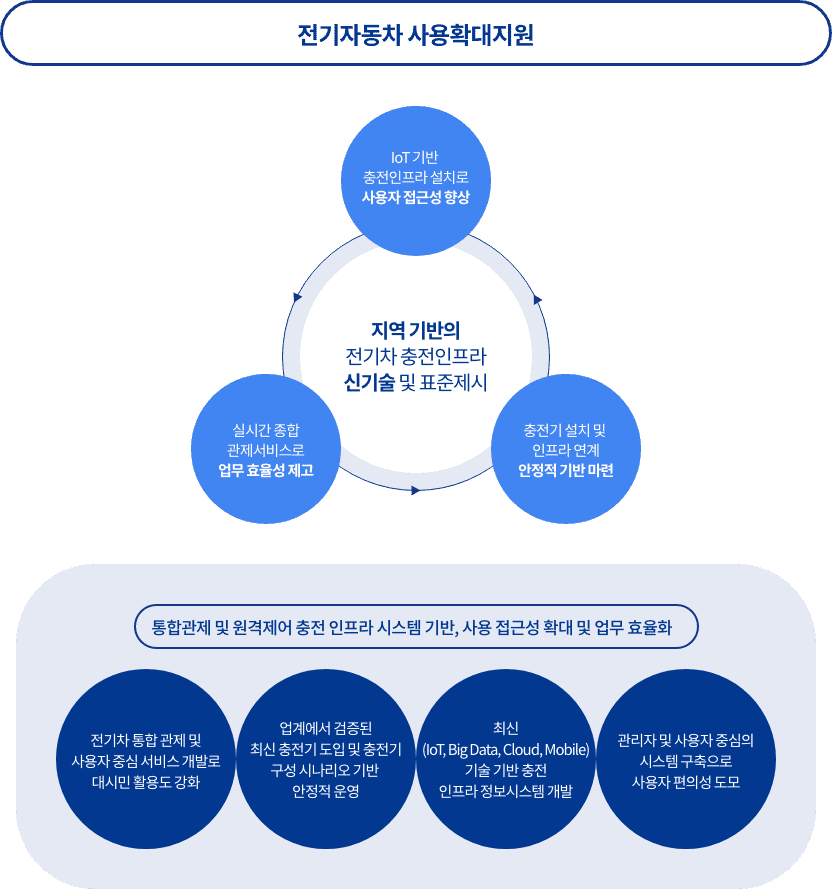 전기자동차 사용확대지원
IoT 기반
충전인프라 설치로
사용자 접근성 향상
지역 기반의
전기차 충전인프라
신기술 및 표준제시
실시간 종합
관제서비스로
업무 효율성 제고
충전기 설치 및
인프라 연계
안정적 기반 마련
통합관제 및 원격제어 충전 인프라 시스템 기반, 사용 접근성 확대 및 업무 효율화
전기차 통합 관제 및
사용자 중심 서비스 개발로
대시민 활용도 강화
업계에서 검증된
최신 충전기 도입 및 충전기
구성 시나리오 기반
안정적 운영
최신
(IoT, Big Data, Cloud, Mobile)
기술 기반 충전
인프라 정보시스템 개발
관리자 및 사용자 중심의
시스템 구축으로
사용자 편의성 도모